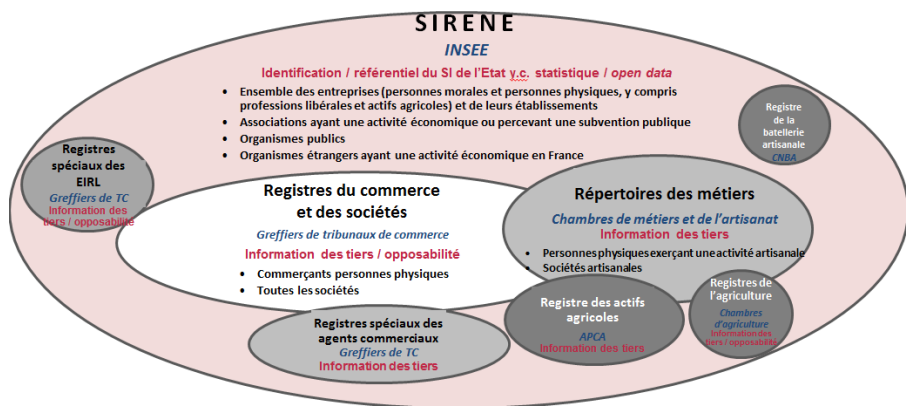 SIRENE
INSEE
Identification / référentiel du SI de l'Etat y.c. statistique / open data
• Ensemble des entreprises (personnes morales et personnes physiques, y compris
professions libérales et actifs agricoles) et de leurs établissements
• Associations ayant une activité économique ou percevant une subvention publique
• Organismes publics
• Organismes étrangers ayant une activité économique en France
Registre
de la
batellerie
artisanale
CNBA
Registres
spéciaux des
EIRL
Greffiers de TC
Information des
tiers / opposabilité
Registres du commerce
et des sociétés
Greffiers de tribunaux de commerce
Information des tiers / opposabilité
• Commerçants personnes physiques
• Toutes les sociétés
Répertoires des métiers
Chambres de métiers et de l'artisanat
Information des tiers
• Personnes physiques exerçant une activité artisanale
• Sociétés artisanales
Registres spéciaux des
agents commerciaux
Greffiers de TC
Information des tiers
Registre des actifs
agricoles
APCA
Information des tiers
Registres de
l'agriculture
Chambres
d'agriculture
Information des
tiers / opposabilité